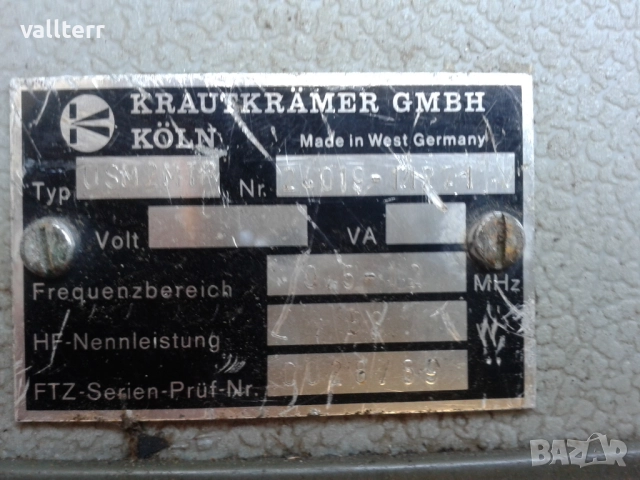 vallterr
KRAUTKRÄMER GMBH
KÖLN
Made in West Germany
Typ
Nr.
Volt
VA
Frequenzbereich
MHz
HF-Nennleistung
FTZ-Serien-Prüf-Nr.
BAZAR